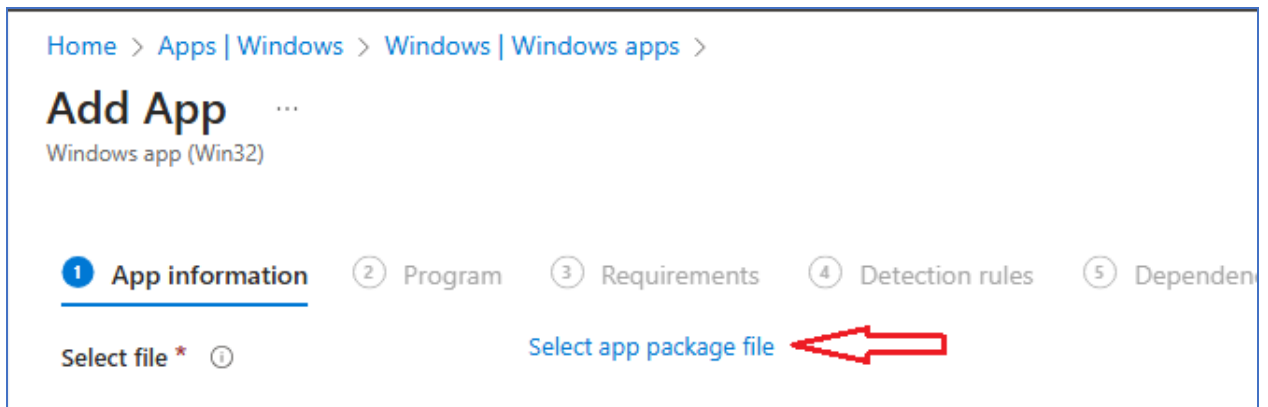 Home > Apps | Windows > Windows | Windows apps >
Add App ...
Windows app (Win32)
1 App information 2 Program 3 Requirements 4 Detection rules 5 Dependen
Select file * Select app package file